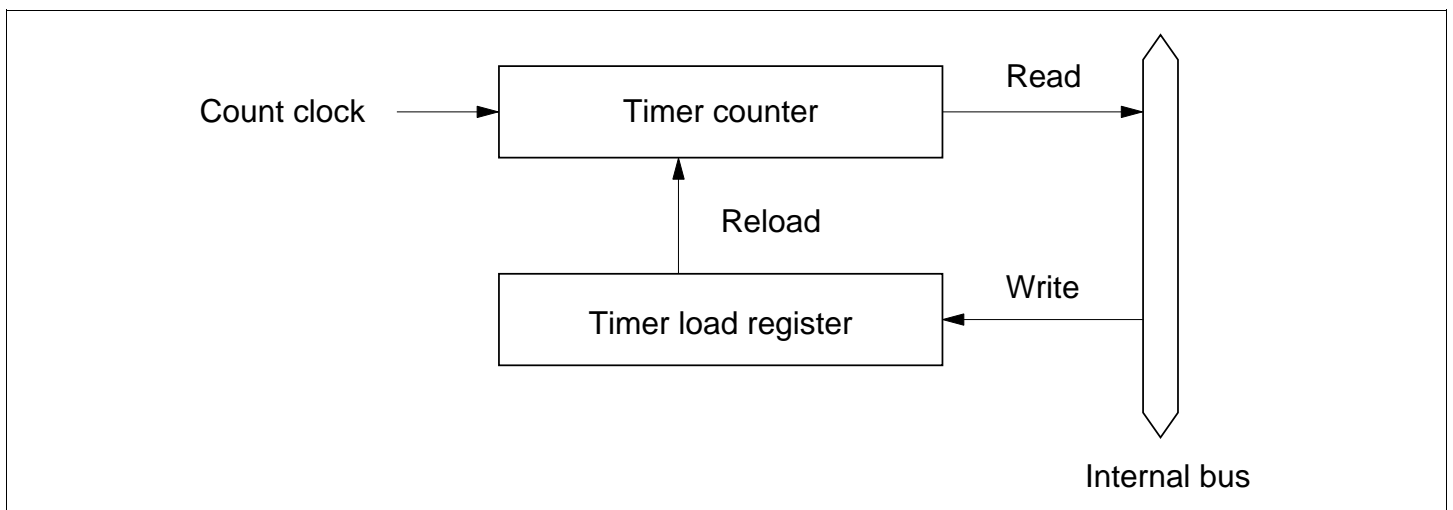 Read
Count clock
Timer counter
Reload
Write
Timer load register
Internal bus